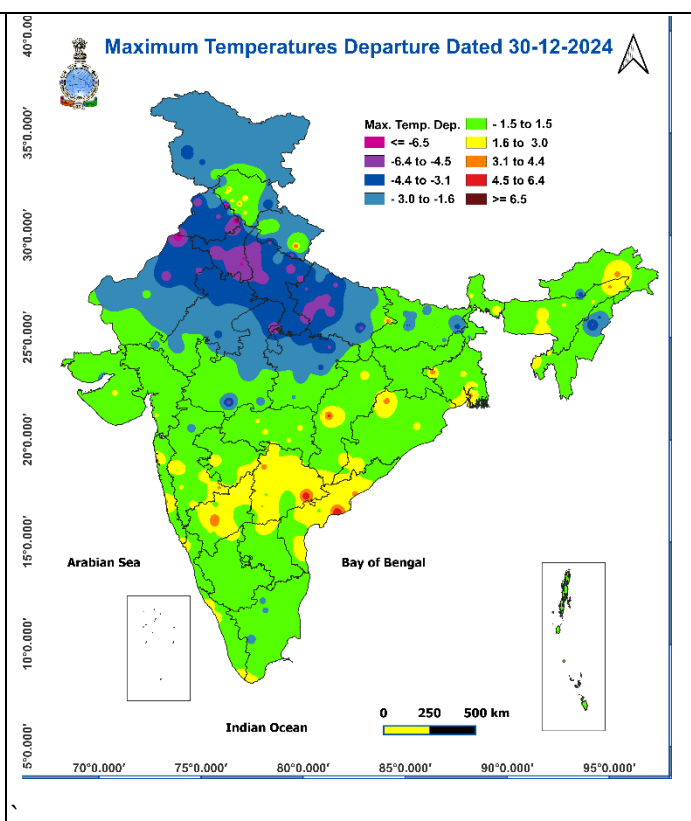 Maximum Temperatures Departure Dated 30-12-2024
Max. Temp. Dep.
<= -6.5
-6.4 to -4.5
-4.4 to -3.1
- 3.0 to -1.6
- 1.5 to 1.5
1.6 to 3.0
3.1 to 4.4
4.5 to 6.4
>= 6.5
40°0.000'
35°0.000'
30°0.000'
25°0.000'
20°0.000'
15°0.000'
10°0.000'
5°0.000'
Arabian Sea
Bay of Bengal
Indian Ocean
0 250 500 km
70°0.000' 75°0.000' 80°0.000' 85°0.000' 90°0.000' 95°0.000'
`